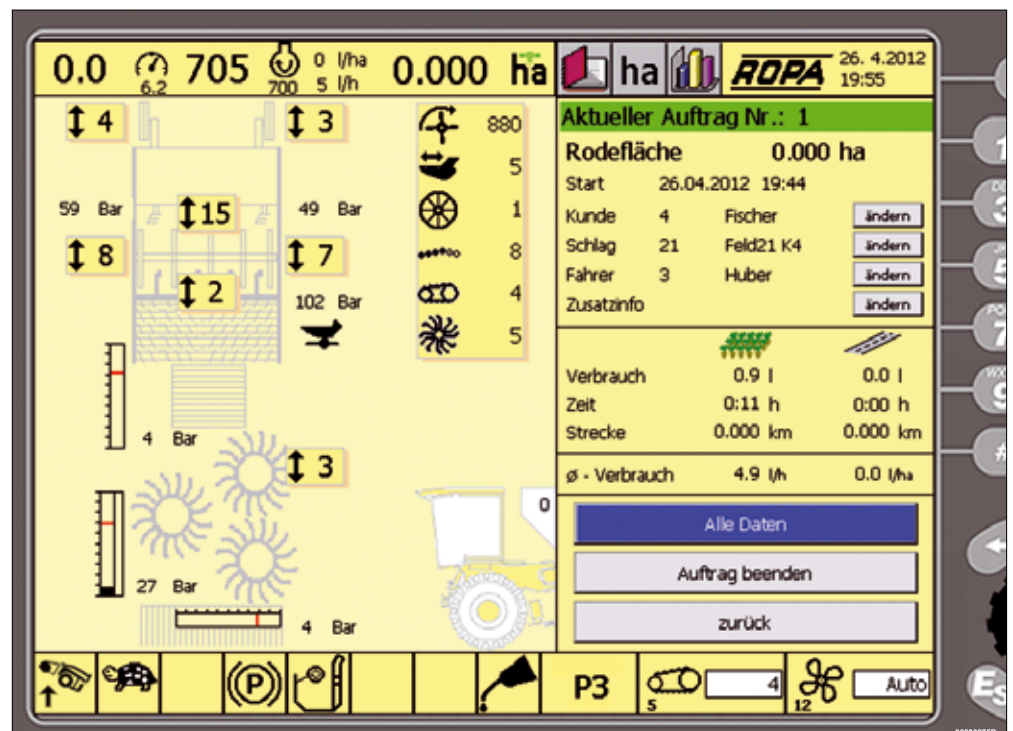 0.0 6.2 705 700 0 l/ha 5 l/h 0.000 ha ha ROPA 26. 4.2012 19:55
4
3
59 Bar
15
49 Bar
8
7
2
102 Bar
4 Bar
3
27 Bar
4 Bar
880
5
1
8
4
5
0
Aktueller Auftrag Nr.: 1
Rodefläche 0.000 ha
Start 26.04.2012 19:44
Kunde 4 Fischer ändern
Schlag 21 Feld21 K4 ändern
Fahrer 3 Huber ändern
Zusatzinfo ändern
Verbrauch 0.9 l 0.0 l
Zeit 0:11 h 0:00 h
Strecke 0.000 km 0.000 km
ø - Verbrauch 4.9 l/h 0.0 l/ha
Alle Daten
Auftrag beenden
zurück
(P) P3 5 4 12 Auto
1
3
5
7
9
#
Es